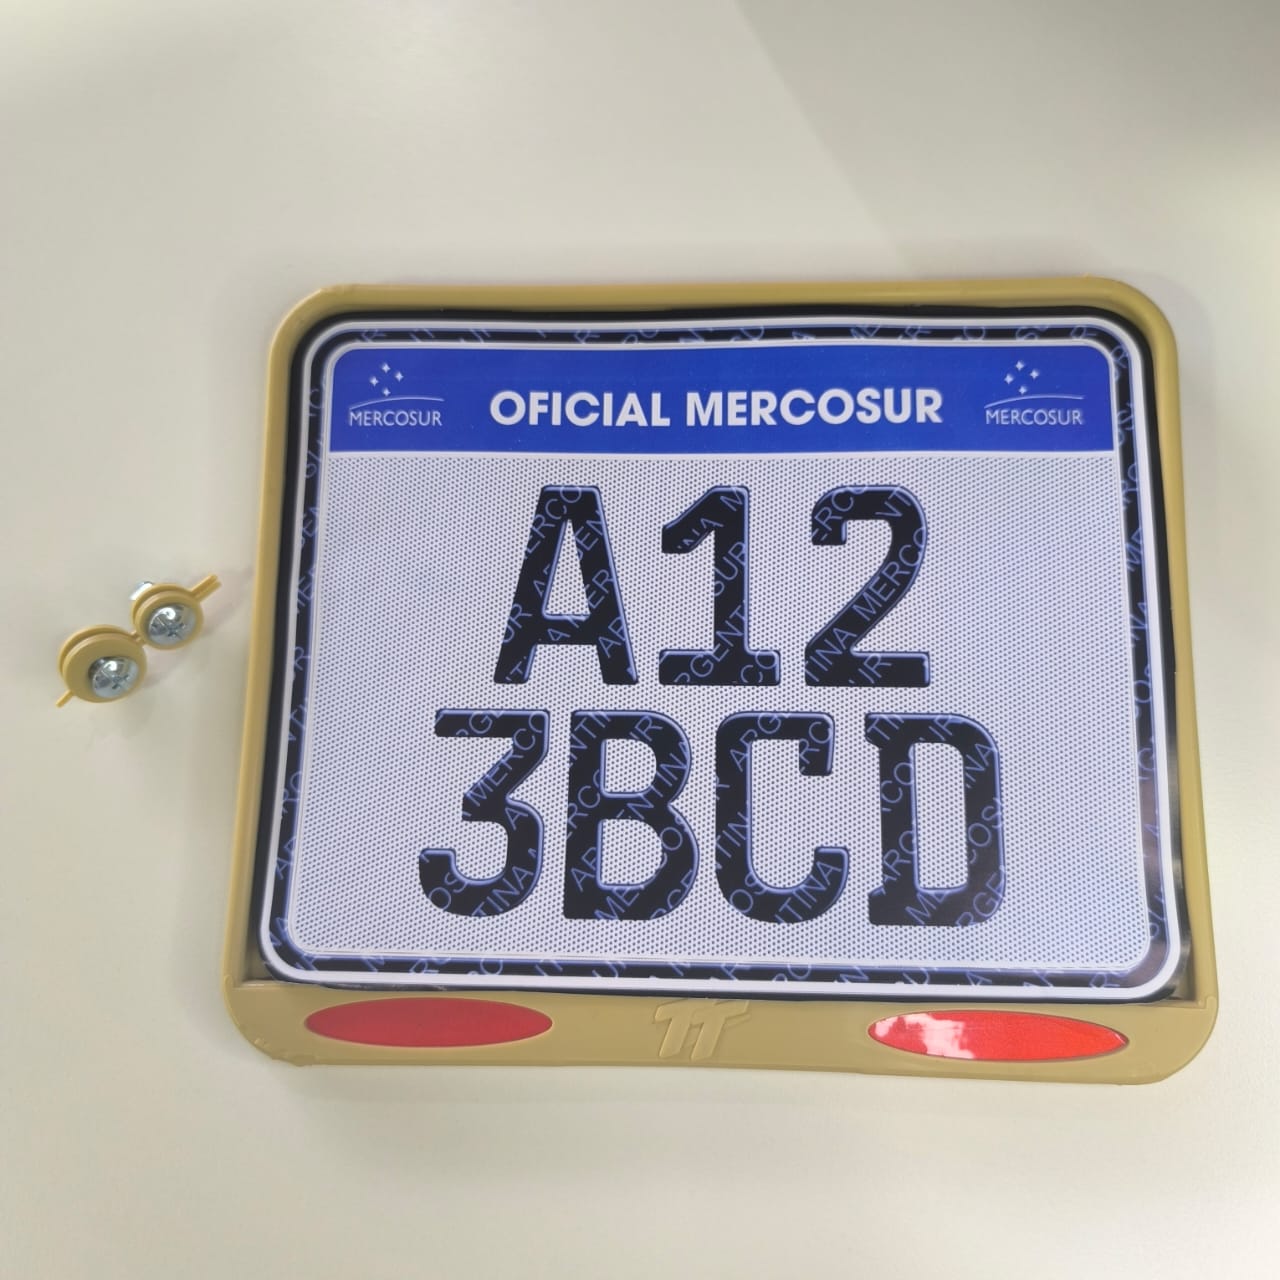 MERCOSUR OFICIAL MERCOSUR MERCOSUR
A12
3BCD
TT